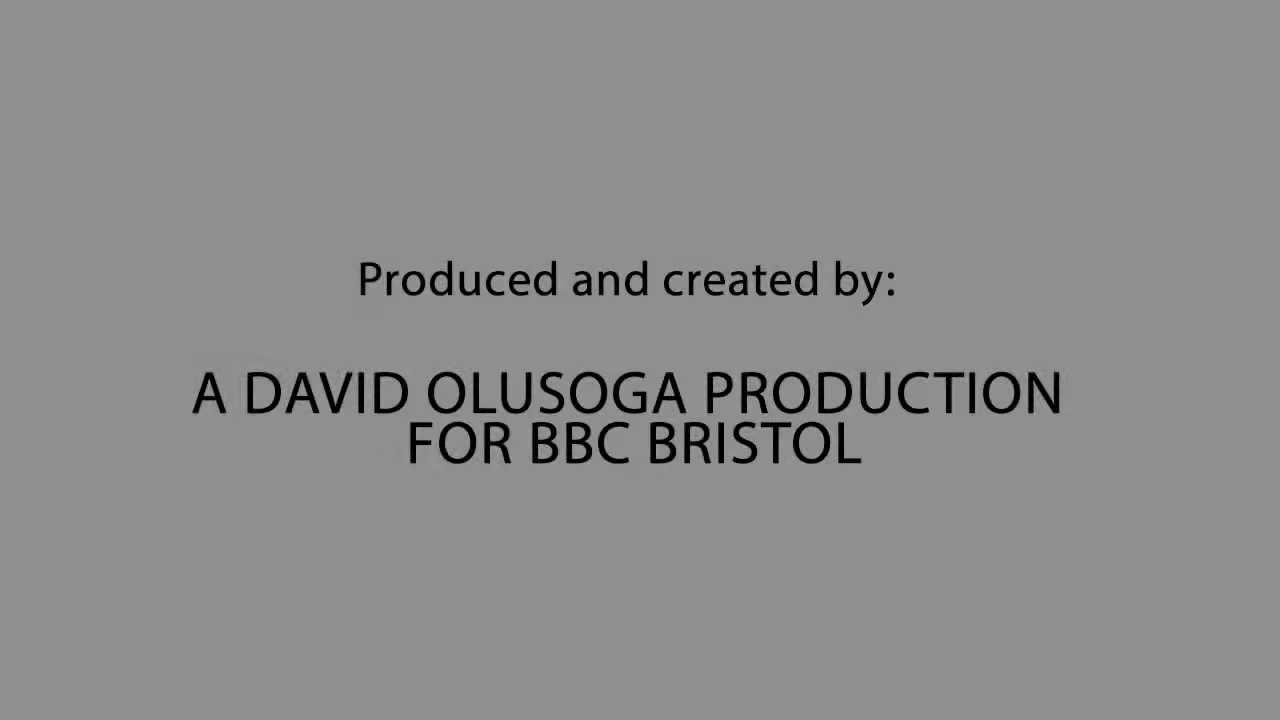 Produced and created by:
A DAVID OLUSOGA PRODUCTION
FOR BBC BRISTOL